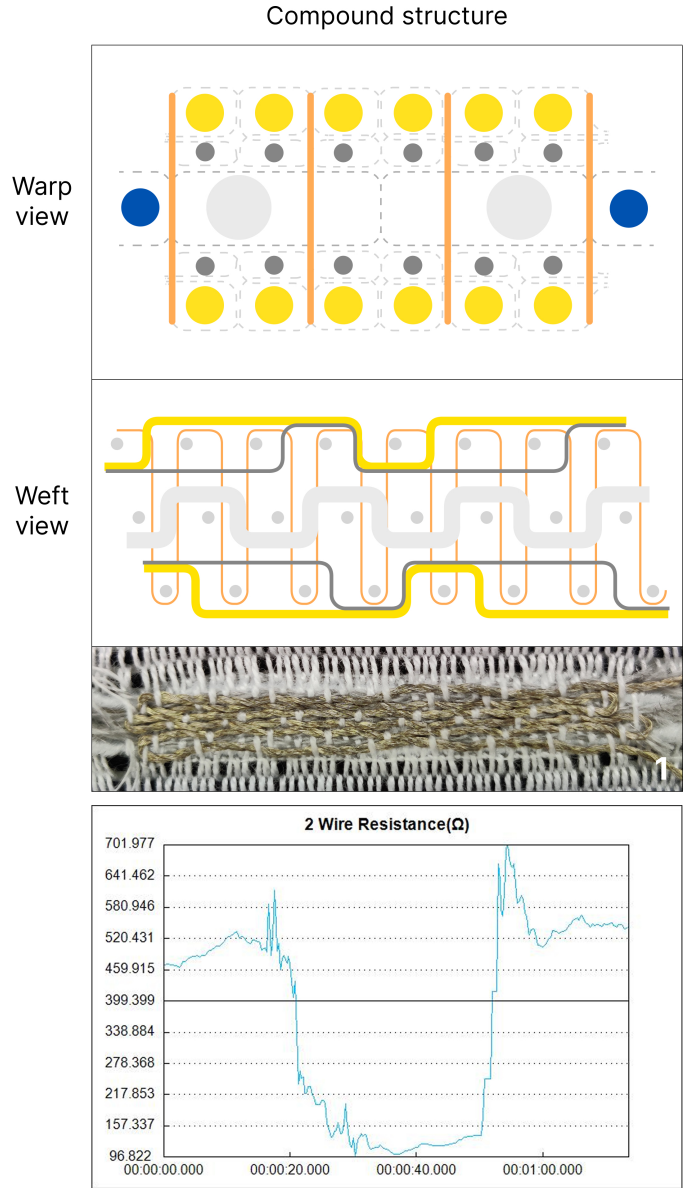 Compound structure
Warp
view
Weft
view
1
2 Wire Resistance(Ω)
701.977
641.462
580.946
520.431
459.915
399.399
338.884
278.368
217.853
157.337
96.822
00:00:00.000 00:00:20.000 00:00:40.000 00:01:00.000